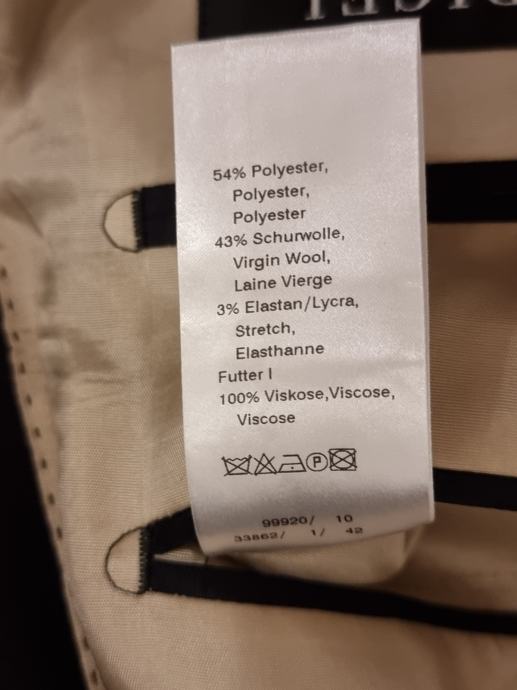 54% Polyester,
Polyester,
Polyester
43% Schurwolle,
Virgin Wool,
Laine Vierge
3% Elastan/Lycra,
Stretch,
Elasthanne
Futter I
100% Viskose,Viscose,
Viscose
P
99920/ 10
33862/ 1/ 42